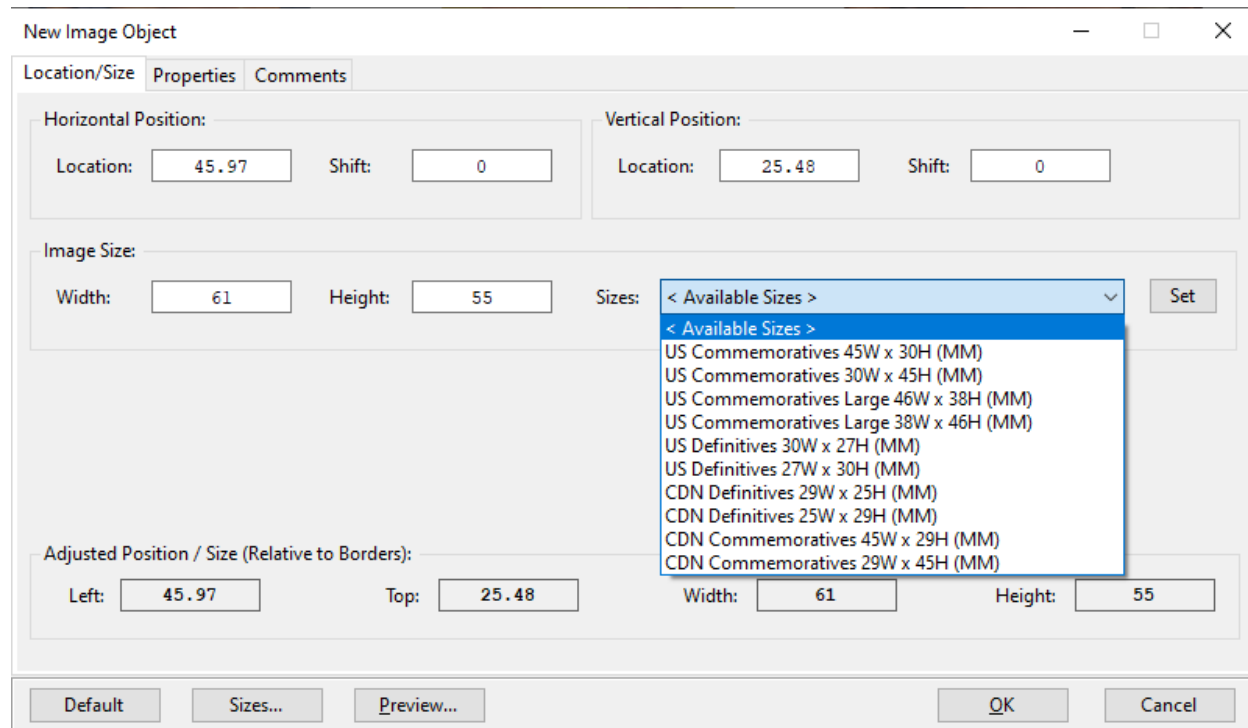 New Image Object
Location/Size Properties Comments
Horizontal Position: Vertical Position:
Location: 45.97 Shift: 0 Location: 25.48 Shift: 0
Image Size:
Width: 61 Height: 55 Sizes: < Available Sizes > Set
< Available Sizes >
US Commemoratives 45W x 30H (MM)
US Commemoratives 30W x 45H (MM)
US Commemoratives Large 46W x 38H (MM)
US Commemoratives Large 38W x 46H (MM)
US Definitives 30W x 27H (MM)
US Definitives 27W x 30H (MM)
CDN Definitives 29W x 25H (MM)
CDN Definitives 25W x 29H (MM)
CDN Commemoratives 45W x 29H (MM)
CDN Commemoratives 29W x 45H (MM)
Adjusted Position / Size (Relative to Borders):
Left: 45.97 Top: 25.48 Width: 61 Height: 55
Default Sizes... Preview... OK Cancel